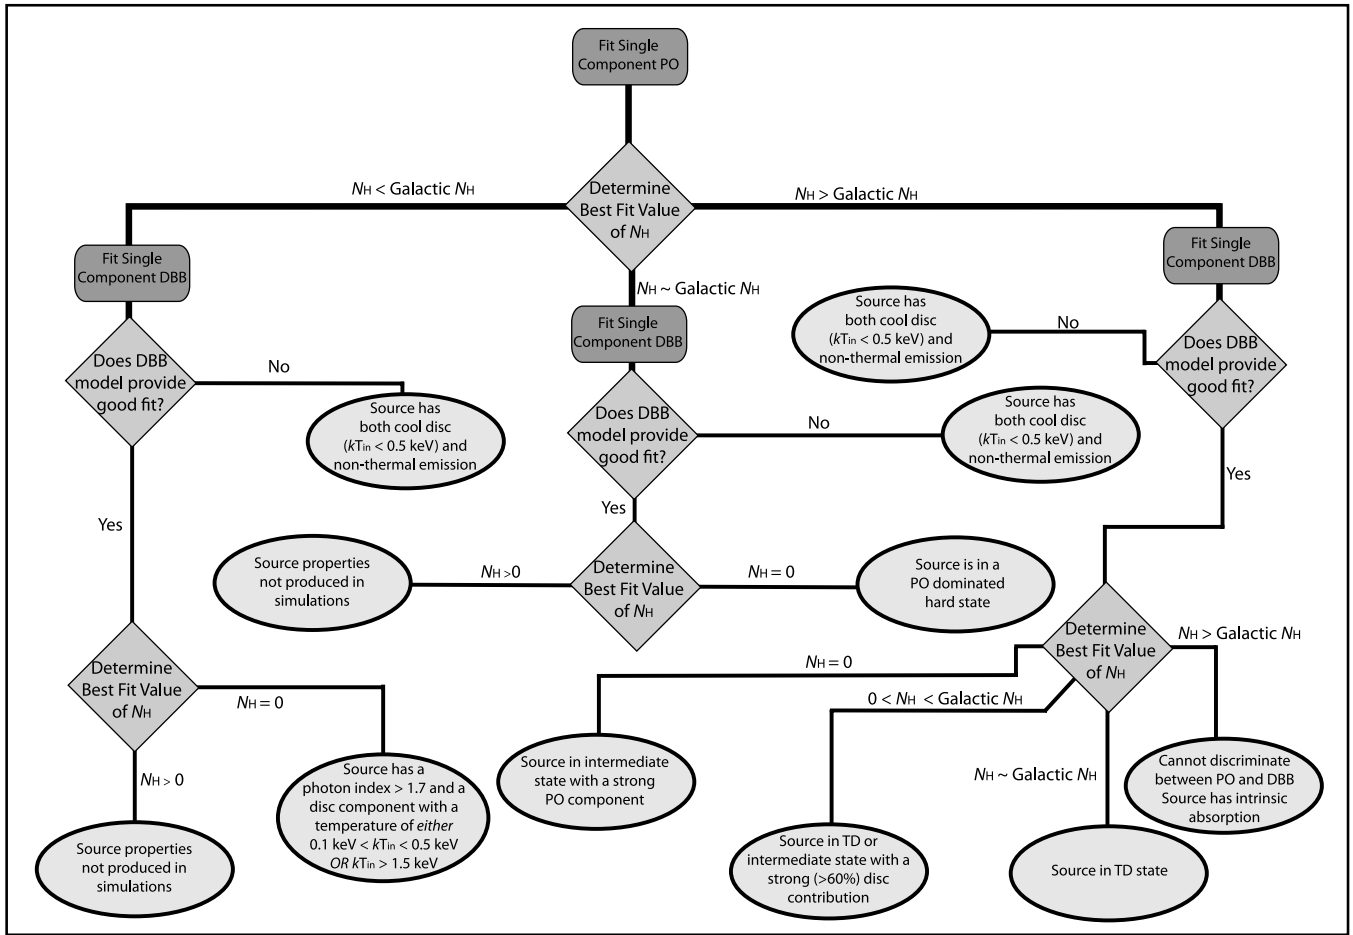 Fit Single
Component PO
Determine
Best Fit Value
of NH
NH < Galactic NH
NH > Galactic NH
NH ~ Galactic NH
Fit Single
Component DBB
Does DBB
model provide
good fit?
No
Source has
both cool disc
(kTin < 0.5 keV) and
non-thermal emission
Yes
Determine
Best Fit Value
of NH
NH = 0
Source has a
photon index > 1.7 and a
disc component with a
temperature of either
0.1 keV < kTin < 0.5 keV
OR kTin > 1.5 keV
NH > 0
Source properties
not produced in
simulations
Fit Single
Component DBB
Does DBB
model provide
good fit?
No
Source has
both cool disc
(kTin < 0.5 keV) and
non-thermal emission
Yes
Determine
Best Fit Value
of NH
NH >0
Source properties
not produced in
simulations
NH = 0
Source is in a
PO dominated
hard state
Fit Single
Component DBB
Does DBB
model provide
good fit?
No
Source has
both cool disc
(kTin < 0.5 keV) and
non-thermal emission
Yes
Determine
Best Fit Value
of NH
NH = 0
Source in intermediate
state with a strong
PO component
0 < NH < Galactic NH
Source in TD or
intermediate state with a
strong (>60%) disc
contribution
NH ~ Galactic NH
Source in TD state
NH > Galactic NH
Cannot discriminate
between PO and DBB
Source has intrinsic
absorption